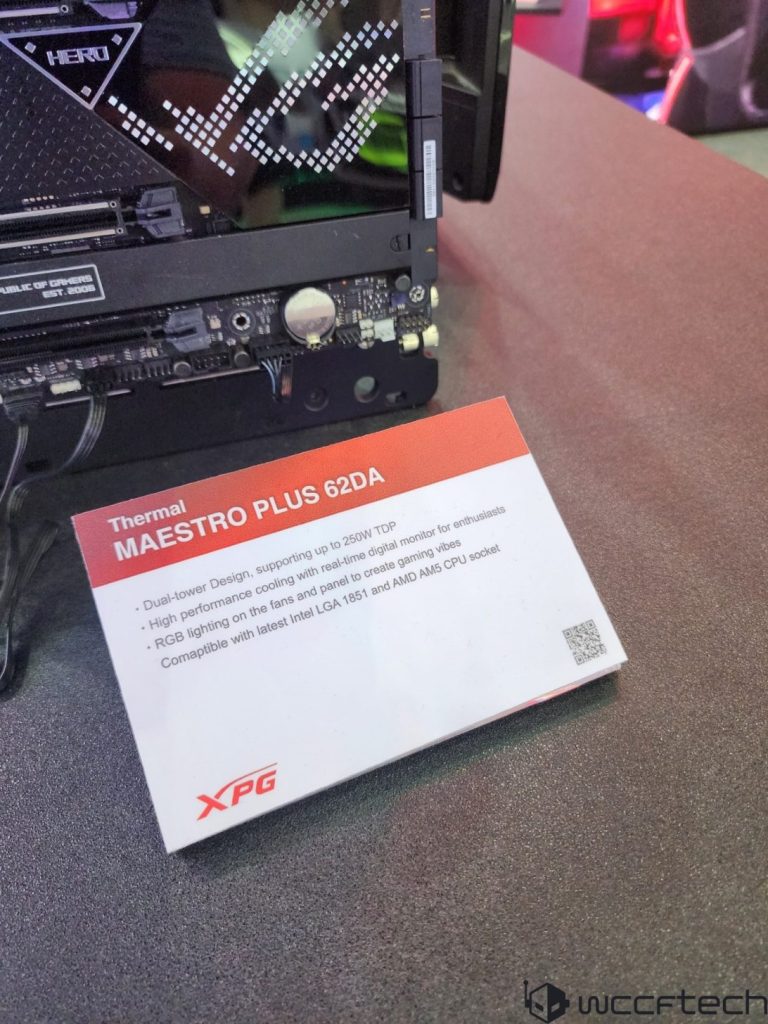 HERO
PUBLIC OF GAMERS
EST. 2006
Thermal
MAESTRO PLUS 62DA
· Dual-tower Design, supporting up to 250W TDP
· High performance cooling with real-time digital monitor for enthusiasts
· RGB lighting on the fans and panel to create gaming vibes
Comaptible with latest Intel LGA 1851 and AMD AM5 CPU socket
XPG
wccftech